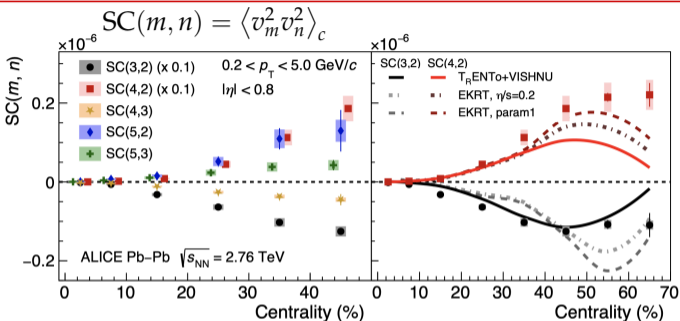 SC(m, n) = ⟨v_m^2 v_n^2⟩_c
×10^−6
×10^−6
SC(m, n)
0.2
0
−0.2
SC(3,2) (x 0.1)
SC(4,2) (x 0.1)
SC(4,3)
SC(5,2)
SC(5,3)
0.2 < p_T < 5.0 GeV/c
|η| < 0.8
ALICE Pb–Pb √s_NN = 2.76 TeV
0 10 20 30 40
Centrality (%)
SC(3,2) SC(4,2)
T_RENTo+VISHNU
EKRT, η/s=0.2
EKRT, param1
0 10 20 30 40 50 60 70
Centrality (%)